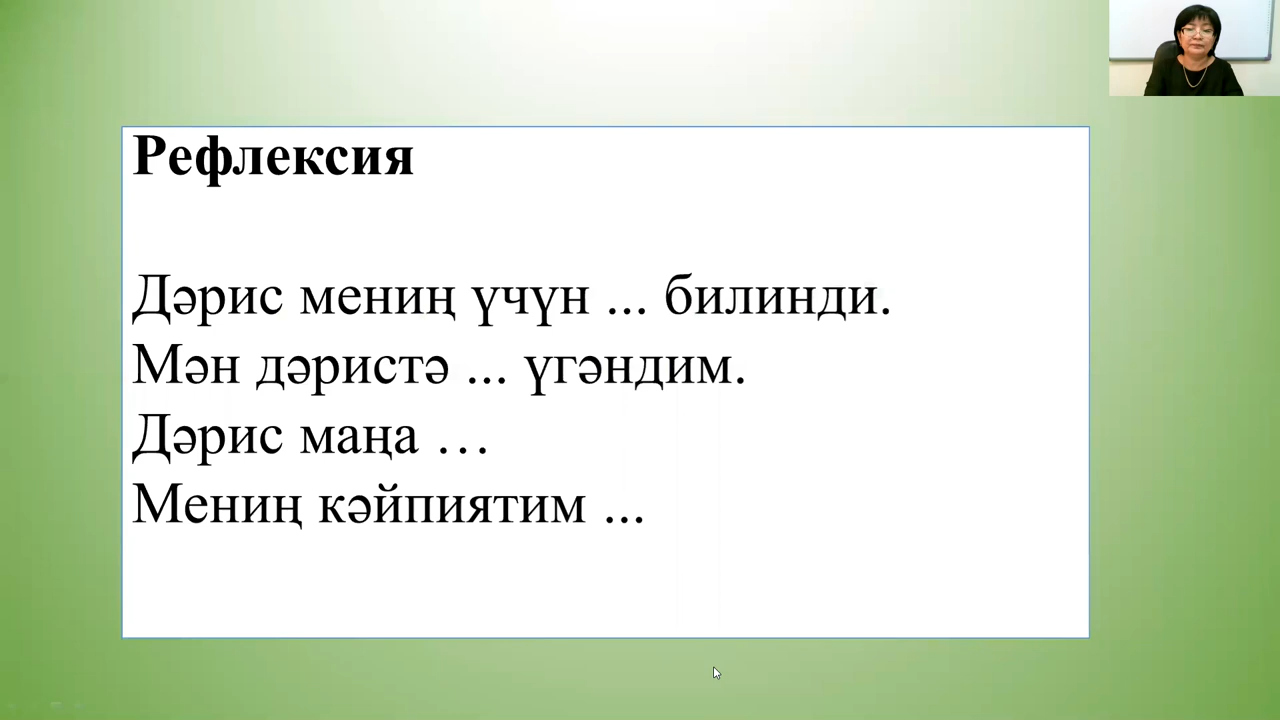 Рефлексия
Дәрис мениң үчүн ... билинди.
Мән дәристә ... үгәндим.
Дәрис маңа …
Мениң кәйпиятим ...